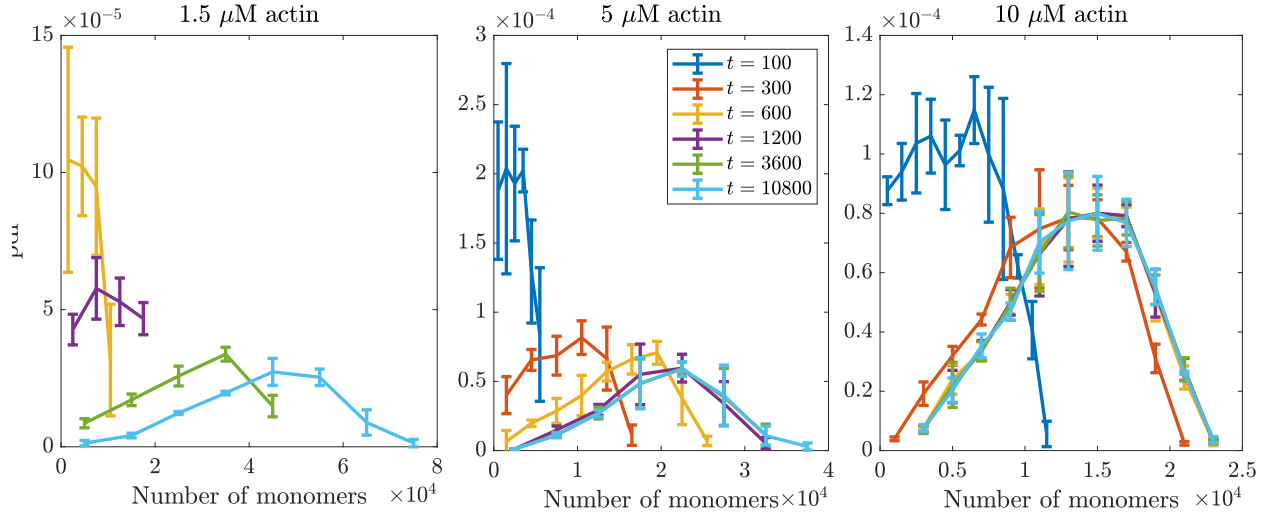 1.5 μM actin
×10⁻⁵
15
10
5
0
0 2 4 6 8
×10⁴
Number of monomers
5 μM actin
×10⁻⁴
3
2.5
2
1.5
1
0.5
0
0 1 2 3 4
Number of monomers ×10⁴
t = 100
t = 300
t = 600
t = 1200
t = 3600
t = 10800
10 μM actin
×10⁻⁴
1.4
1.2
1
0.8
0.6
0.4
0.2
0
0 0.5 1 1.5 2 2.5
Number of monomers ×10⁴